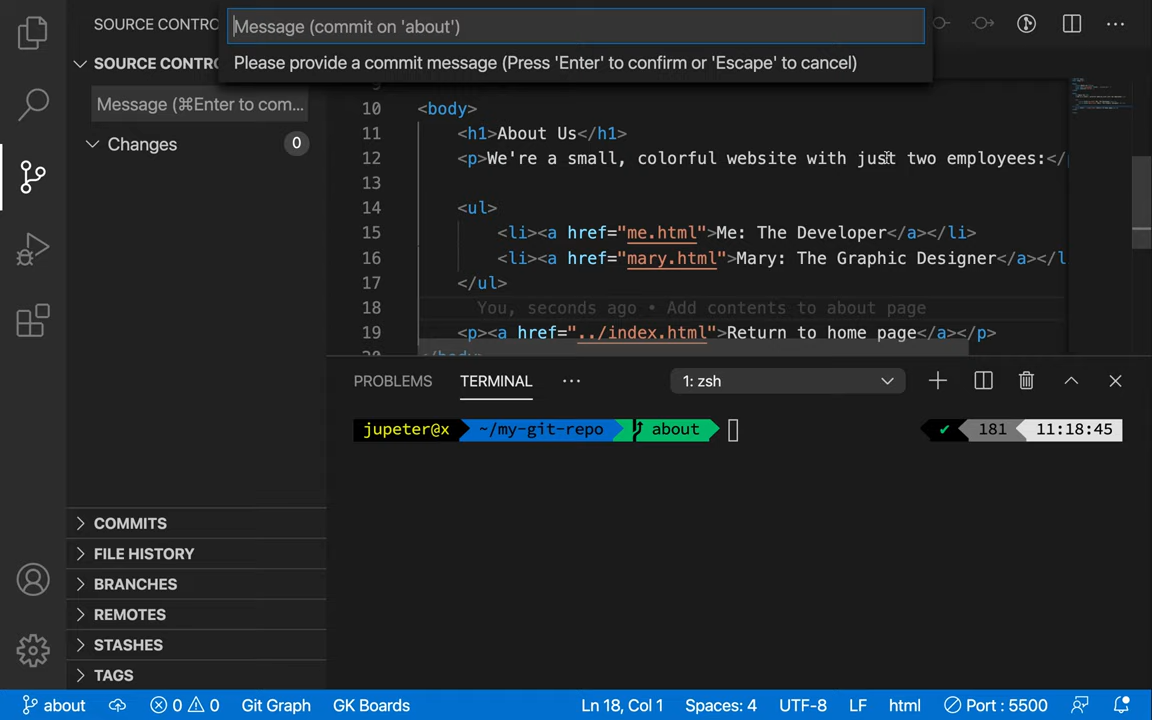 SOURCE CONTRO
Message (commit on 'about')
Please provide a commit message (Press 'Enter' to confirm or 'Escape' to cancel)
SOURCE CONTRO
Message (⌘Enter to com...
Changes
0
10 <body>
11 <h1>About Us</h1>
12 <p>We're a small, colorful website with just two employees:</
13
14 <ul>
15 <li><a href="me.html">Me: The Developer</a></li>
16 <li><a href="mary.html">Mary: The Graphic Designer</a></l
17 </ul>
18 You, seconds ago • Add contents to about page
19 <p><a href="../index.html">Return to home page</a></p>
PROBLEMS TERMINAL ··· 1: zsh
jupeter@x ~/my-git-repo about ✔ 181 11:18:45
COMMITS
FILE HISTORY
BRANCHES
REMOTES
STASHES
TAGS
about 0 0 Git Graph GK Boards Ln 18, Col 1 Spaces: 4 UTF-8 LF html Port : 5500